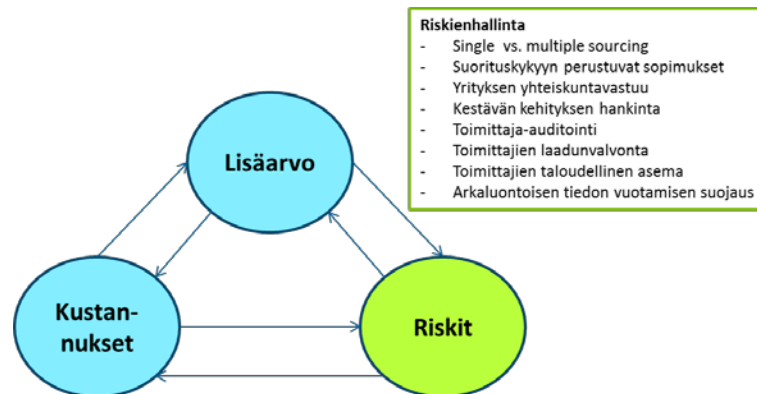 Riskienhallinta
- Single vs. multiple sourcing
- Suorituskykyyn perustuvat sopimukset
- Yrityksen yhteiskuntavastuu
- Kestävän kehityksen hankinta
- Toimittaja-auditointi
- Toimittajien laadunvalvonta
- Toimittajien taloudellinen asema
- Arkaluontoisen tiedon vuotamisen suojaus
Lisäarvo
Kustan-
nukset
Riskit